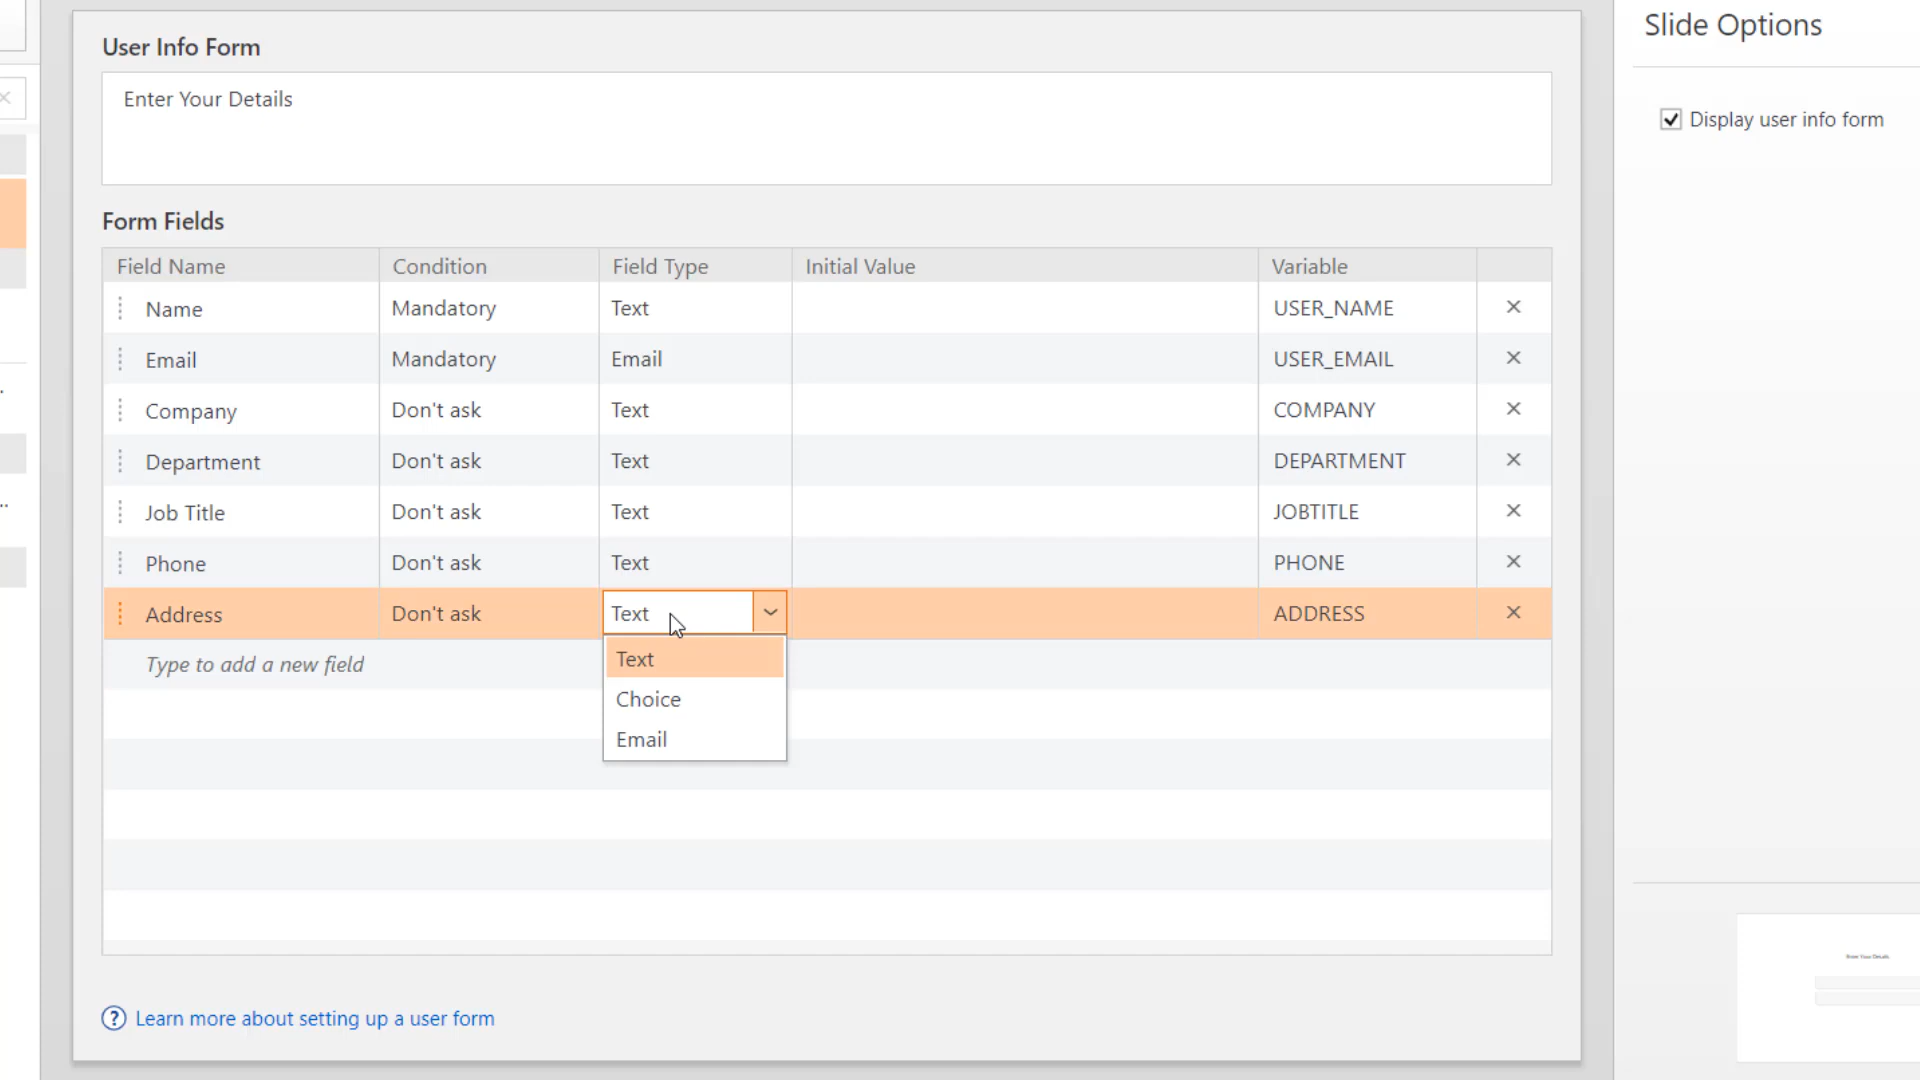 User Info Form
Enter Your Details
Form Fields
Field Name Condition Field Type Initial Value Variable
Name Mandatory Text USER_NAME
Email Mandatory Email USER_EMAIL
Company Don't ask Text COMPANY
Department Don't ask Text DEPARTMENT
Job Title Don't ask Text JOBTITLE
Phone Don't ask Text PHONE
Address Don't ask Text ADDRESS
Type to add a new field
Text
Choice
Email
Learn more about setting up a user form
Slide Options
Display user info form
Enter Your Details